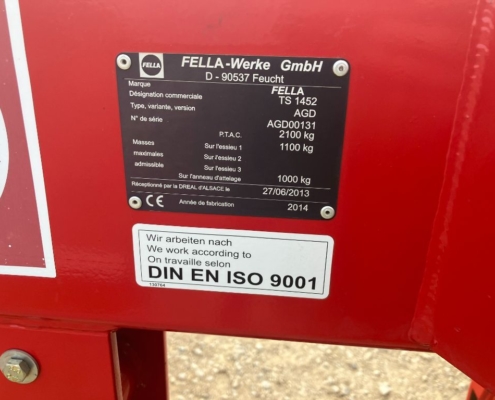 FELLA
FELLA-Werke GmbH
D - 90537 Feucht
Marque FELLA
Désignation commerciale TS 1452
Type, variante, version AGD
N° de série AGD00131
P.T.A.C. 2100 kg
Masses Sur l'essieu 1 1100 kg
maximales Sur l'essieu 2
admissible Sur l'essieu 3
Sur l'anneau d'attelage 1000 kg
Réceptionné par la DREAL d'ALSACE le 27/06/2013
CE Année de fabrication 2014
Wir arbeiten nach
We work according to
On travaille selon
DIN EN ISO 9001